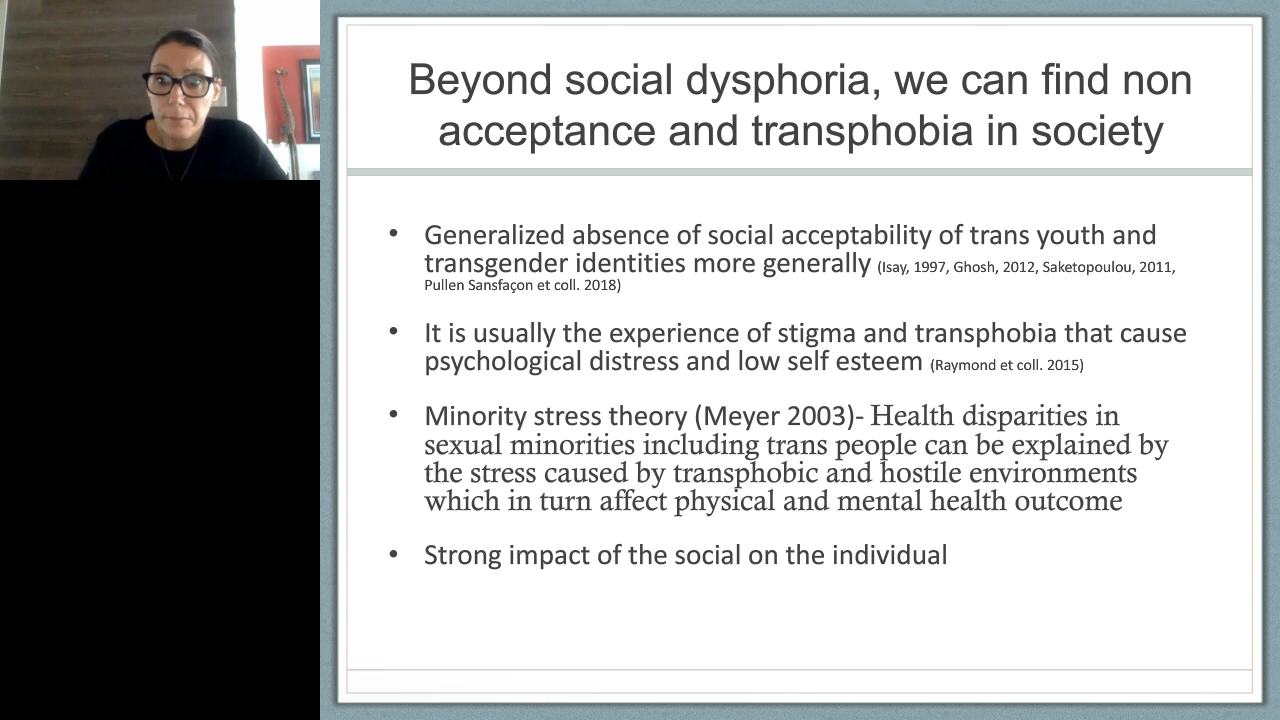 Beyond social dysphoria, we can find non
acceptance and transphobia in society
• Generalized absence of social acceptability of trans youth and
transgender identities more generally (Isay, 1997, Ghosh, 2012, Saketopoulou, 2011,
Pullen Sansfaçon et coll. 2018)
• It is usually the experience of stigma and transphobia that cause
psychological distress and low self esteem (Raymond et coll. 2015)
• Minority stress theory (Meyer 2003)- Health disparities in
sexual minorities including trans people can be explained by
the stress caused by transphobic and hostile environments
which in turn affect physical and mental health outcome
• Strong impact of the social on the individual